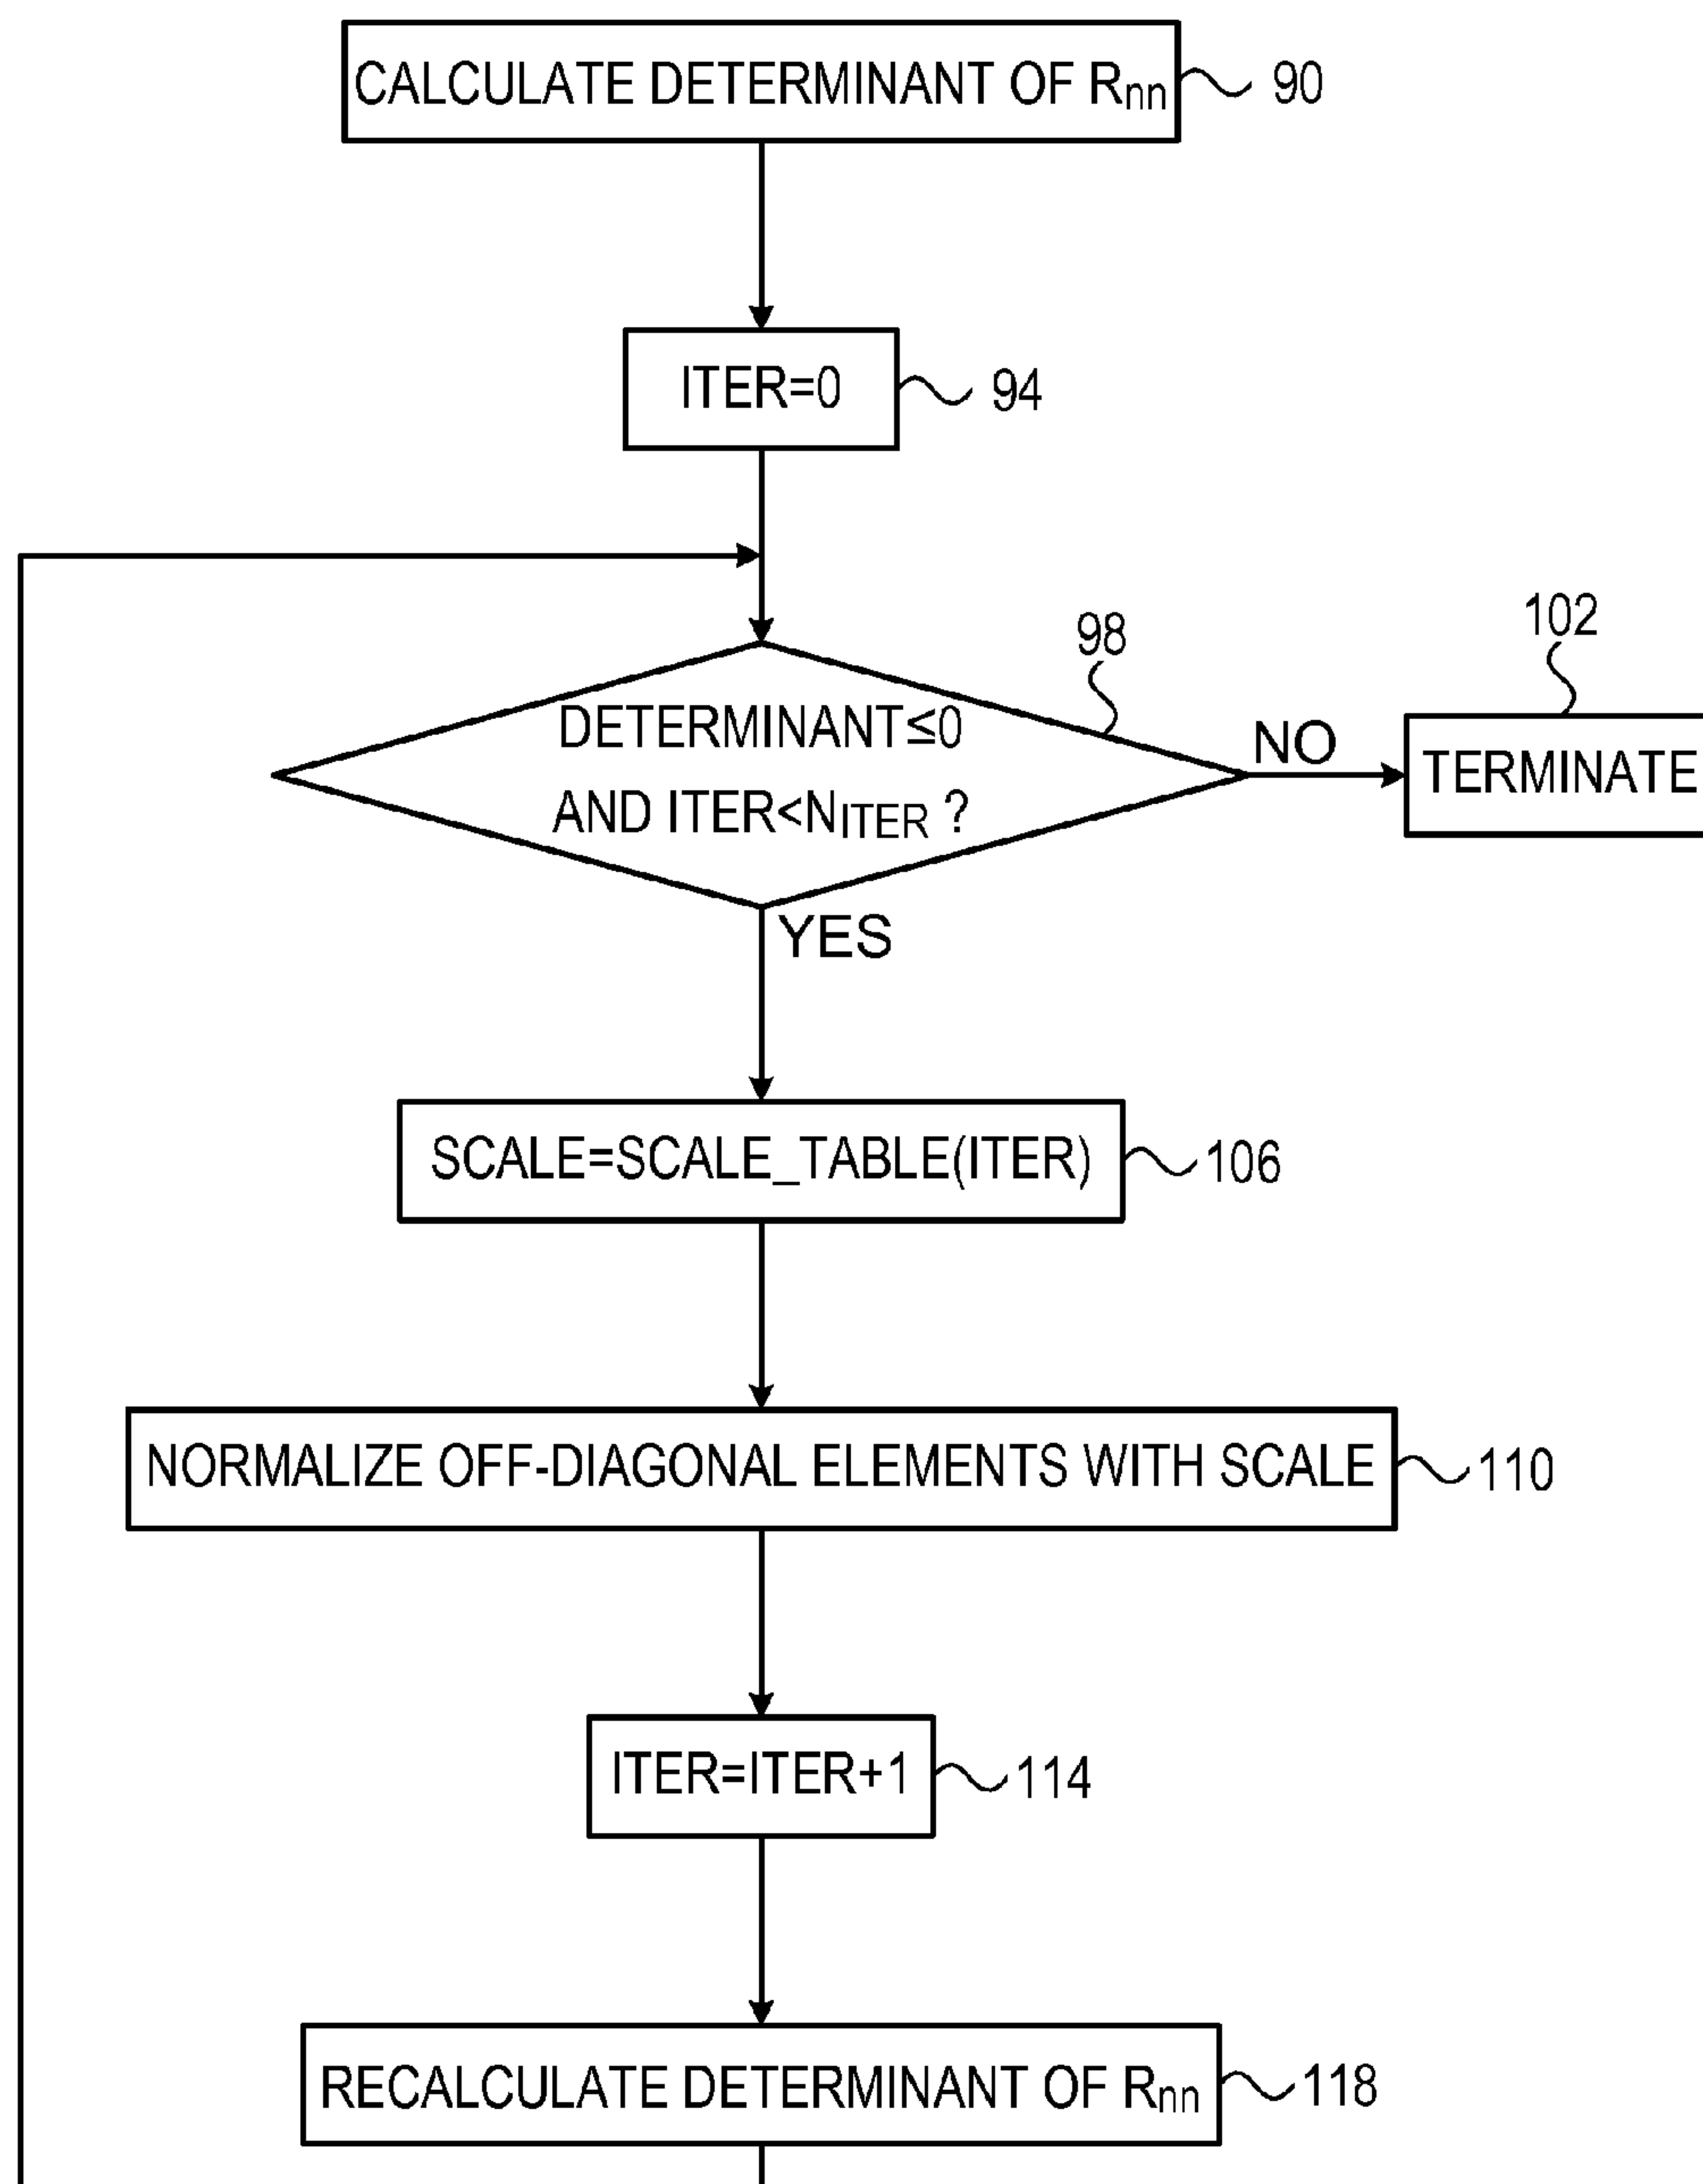 CALCULATE DETERMINANT OF Rnn
90
ITER=0
94
98
102
DETERMINANT≤0
AND ITER<NITER ?
NO
TERMINATE
YES
SCALE=SCALE_TABLE(ITER)
106
NORMALIZE OFF-DIAGONAL ELEMENTS WITH SCALE
110
ITER=ITER+1
114
RECALCULATE DETERMINANT OF Rnn
118